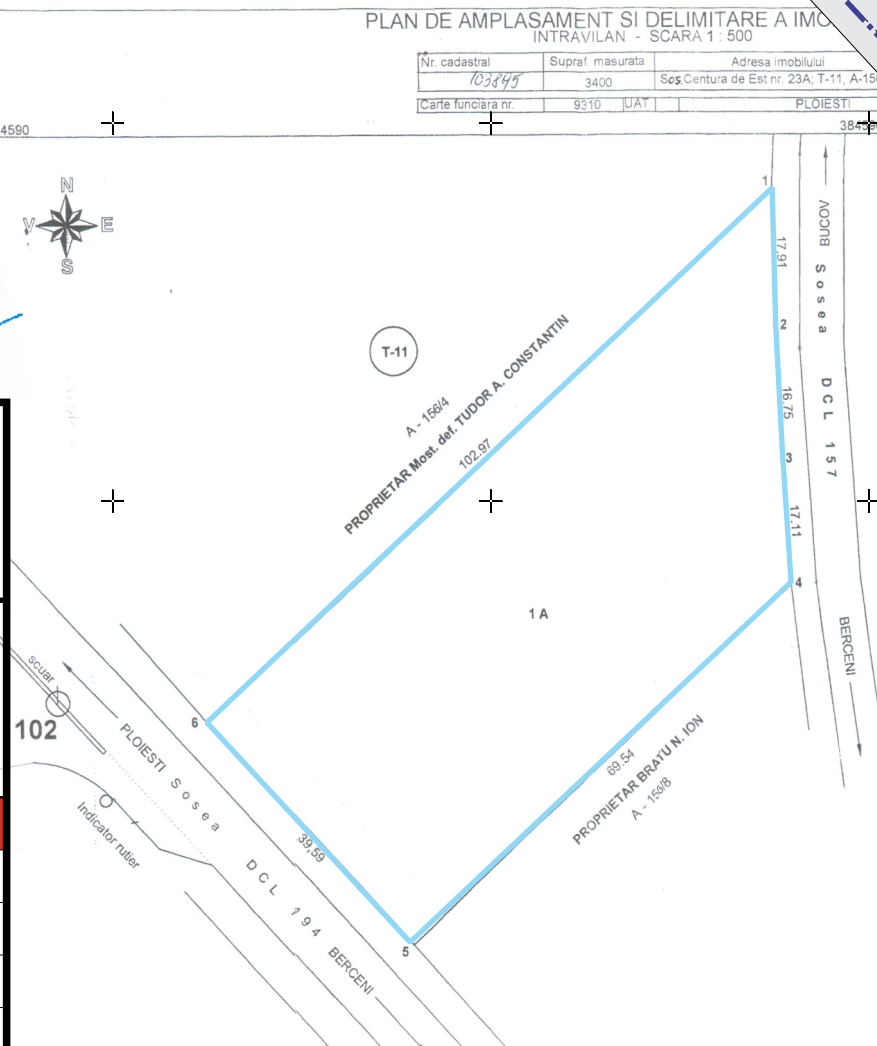 PLAN DE AMPLASAMENT SI DELIMITARE A IMO
INTRAVILAN - SCARA 1 : 500
Nr. cadastral
Supraf. masurata
Adresa imobilului
103845
3400
Sos.Centura de Est nr. 23A; T-11, A-15
Carte funciara nr.
9310
UAT
PLOIESTI
4590
N
V
E
S
1
17.91
BUCOV
Sosea DCL 157
2
T-11
A - 156/4
PROPRIETAR Most. def. TUDOR A. CONSTANTIN
102.97
16.75
3
17.11
4
1 A
BERCENI
scuar
102
6
PLOIESTI Sosea DCL 194 BERCENI
69.54
PROPRIETAR BRATU N. ION
Indicator rutier
39,59
5